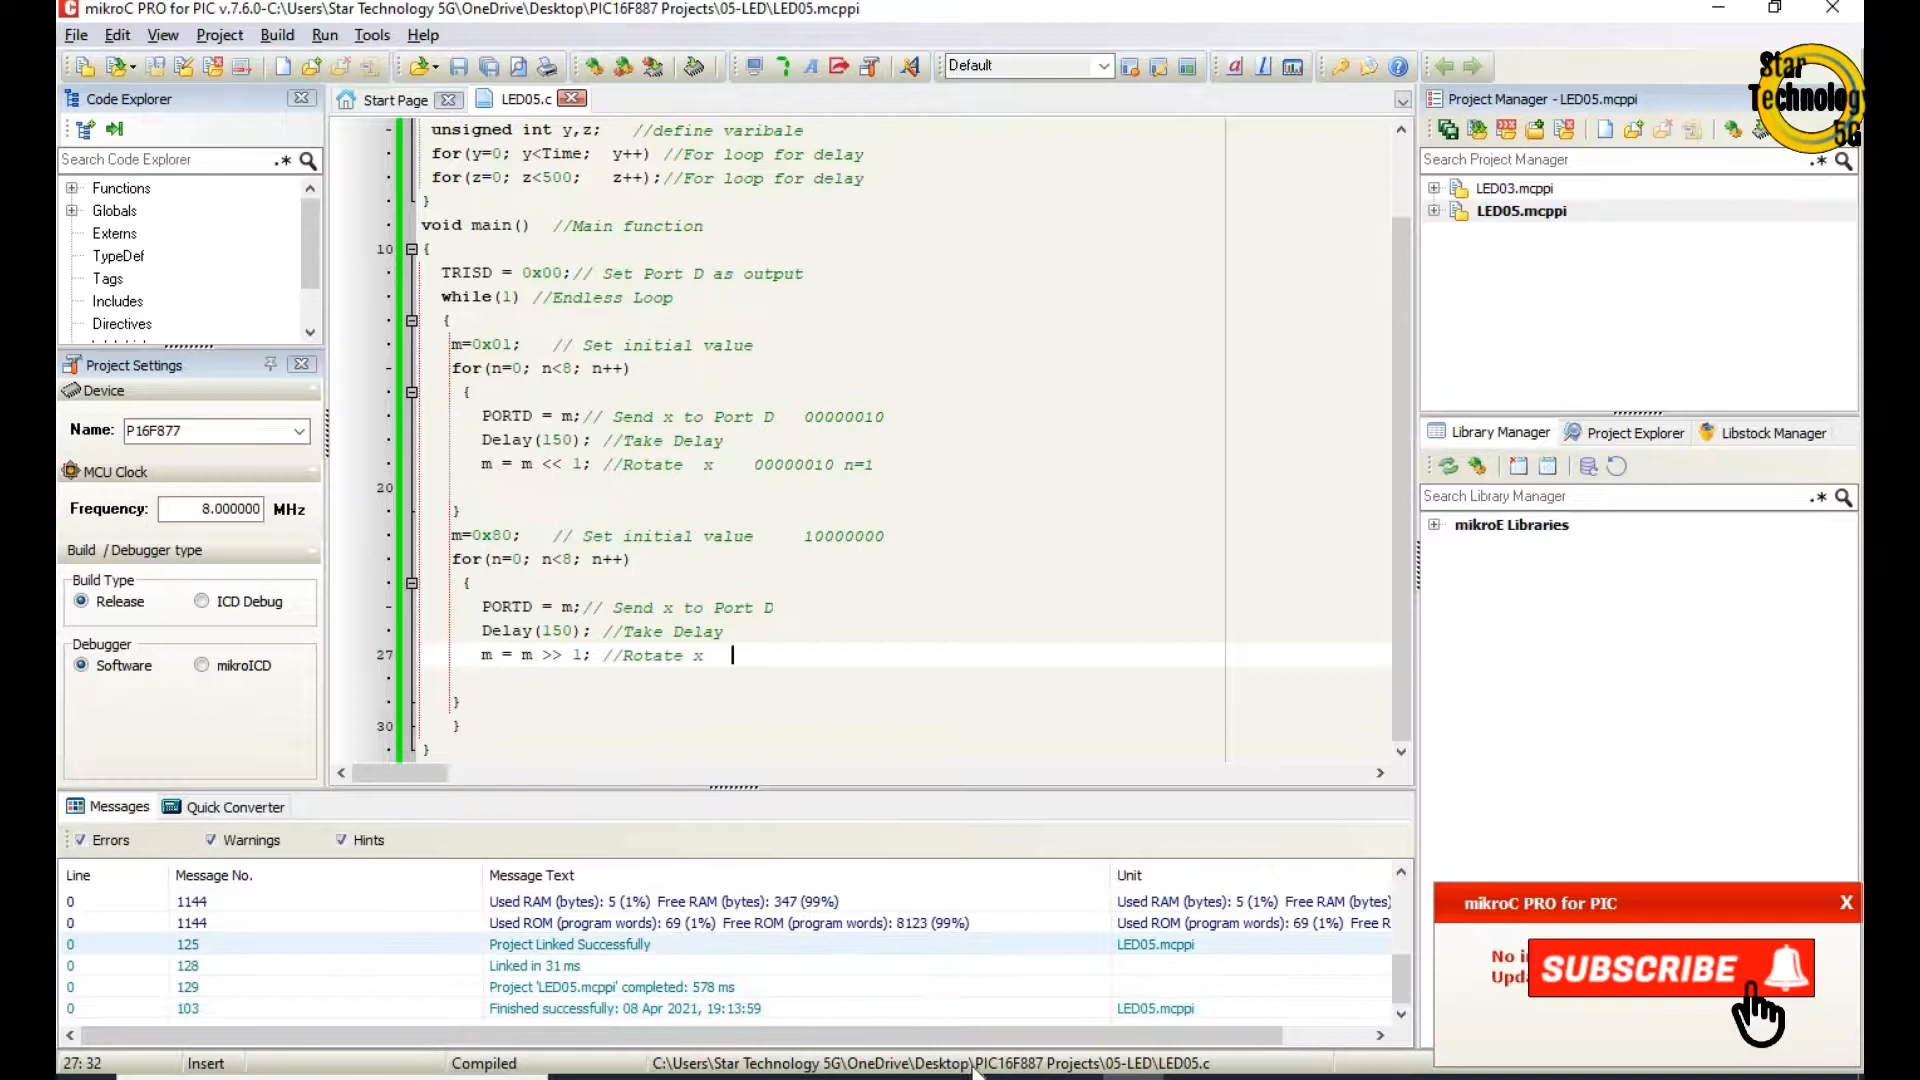 mikroC PRO for PIC v.7.6.0-C:\Users\Star Technology 5G\OneDrive\Desktop\PIC16F887 Projects\05-LED\LED05.mcppi
File Edit View Project Build Run Tools Help
Default
Star Technology 5G
Code Explorer
Start Page
LED05.c
Project Manager - LED05.mcppi
Search Code Explorer
Functions
Globals
Externs
TypeDef
Tags
Includes
Directives
Project Settings
Device
Name: P16F877
MCU Clock
Frequency: 8.000000 MHz
Build / Debugger type
Build Type
Release ICD Debug
Debugger
Software mikroICD
unsigned int y,z; //define varibale
for(y=0; y<Time; y++) //For loop for delay
for(z=0; z<500; z++);//For loop for delay
}
void main() //Main function
10 {
TRISD = 0x00;// Set Port D as output
while(1) //Endless Loop
{
m=0x01; // Set initial value
for(n=0; n<8; n++)
{
PORTD = m;// Send x to Port D 00000010
Delay(150); //Take Delay
m = m << 1; //Rotate x 00000010 n=1
20
}
m=0x80; // Set initial value 10000000
for(n=0; n<8; n++)
{
PORTD = m;// Send x to Port D
Delay(150); //Take Delay
27 m = m >> 1; //Rotate x
}
30 }
}
Search Project Manager
LED03.mcppi
LED05.mcppi
Library Manager Project Explorer Libstock Manager
Search Library Manager
mikroE Libraries
Messages Quick Converter
Errors Warnings Hints
Line Message No. Message Text Unit
0 1144 Used RAM (bytes): 5 (1%) Free RAM (bytes): 347 (99%) Used RAM (bytes): 5 (1%) Free RAM (bytes)
0 1144 Used ROM (program words): 69 (1%) Free ROM (program words): 8123 (99%) Used ROM (program words): 69 (1%) Free R
0 125 Project Linked Successfully LED05.mcppi
0 128 Linked in 31 ms
0 129 Project 'LED05.mcppi' completed: 578 ms
0 103 Finished successfully: 08 Apr 2021, 19:13:59 LED05.mcppi
mikroC PRO for PIC X
No
SUBSCRIBE
27: 32 Insert Compiled C:\Users\Star Technology 5G\OneDrive\Desktop\PIC16F887 Projects\05-LED\LED05.c